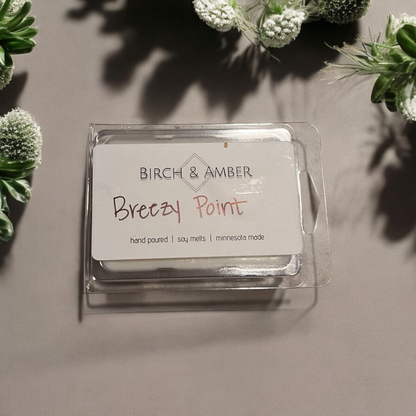 BIRCH & AMBER
Breezy Point
hand poured | soy melts | minnesota made